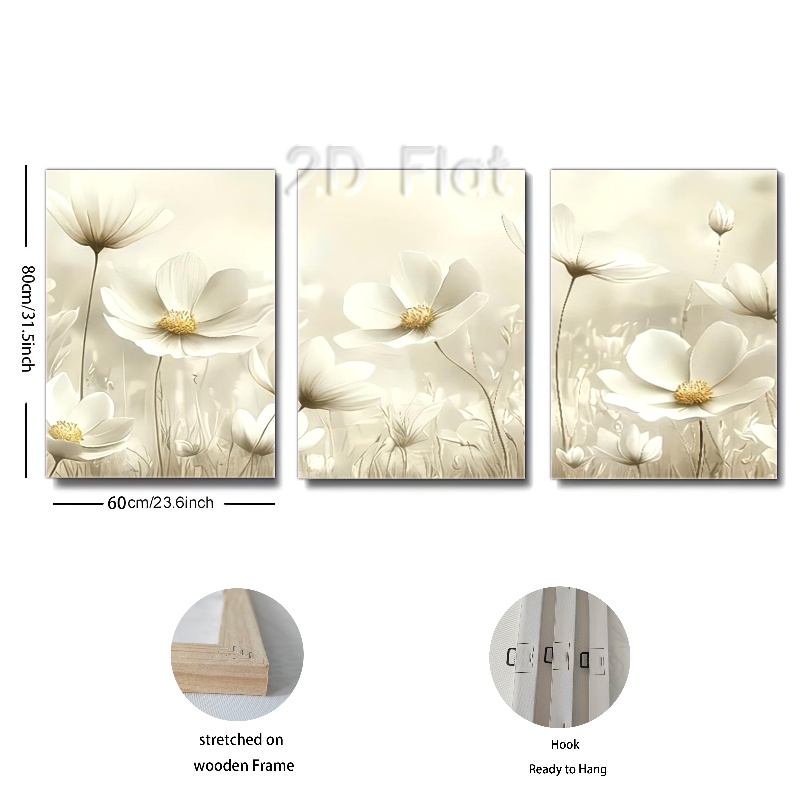 2D Flat
80cm/31.5inch
60cm/23.6inch
stretched on
wooden Frame
Hook
Ready to Hang